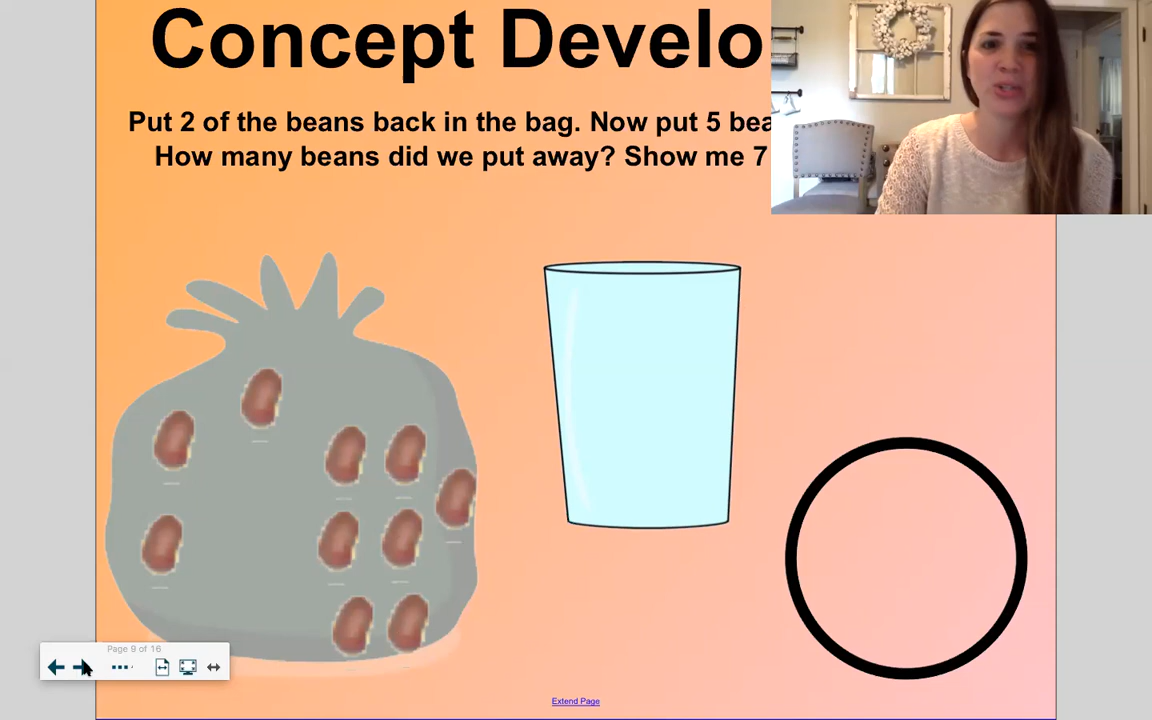 Concept Develo
Put 2 of the beans back in the bag. Now put 5 bea
How many beans did we put away? Show me 7
Page 9 of 16
Extend Page